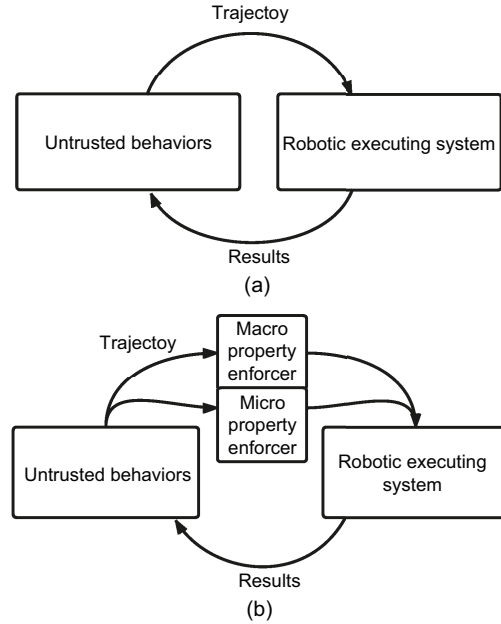 Trajectoy
Untrusted behaviors
Robotic executing system
Results
(a)
Trajectoy
Macro
property
enforcer
Micro
property
enforcer
Untrusted behaviors
Robotic executing
system
Results
(b)